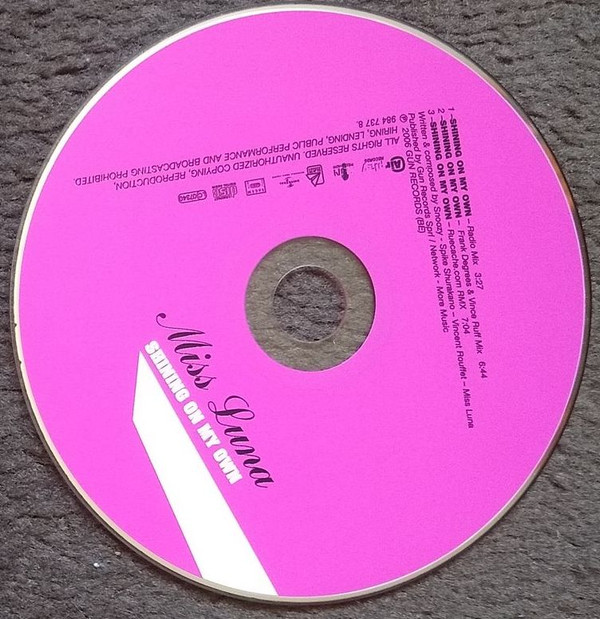 Miss Luna
SHINING ON MY OWN
1 -SHINING ON MY OWN - Radio Mix 3:27
2 -SHINING ON MY OWN - Frank Degrees & Vince Ruff Mix 6:44
3 -SHINING ON MY OWN - Ruecache.com RMX 7:04
Written & composed by Snoozy - Spike Shurakano - Vincent Rouffet - Miss Luna
Published by Gun Records Sprl / Network - More Music
℗ 2006 GUN RECORDS (BE)
984 737 8.
ALL RIGHTS RESERVED. UNAUTHORIZED COPYING, REPRODUCTION,
HIRING, LENDING, PUBLIC PERFORMANCE AND BROADCASTING PROHIBITED.